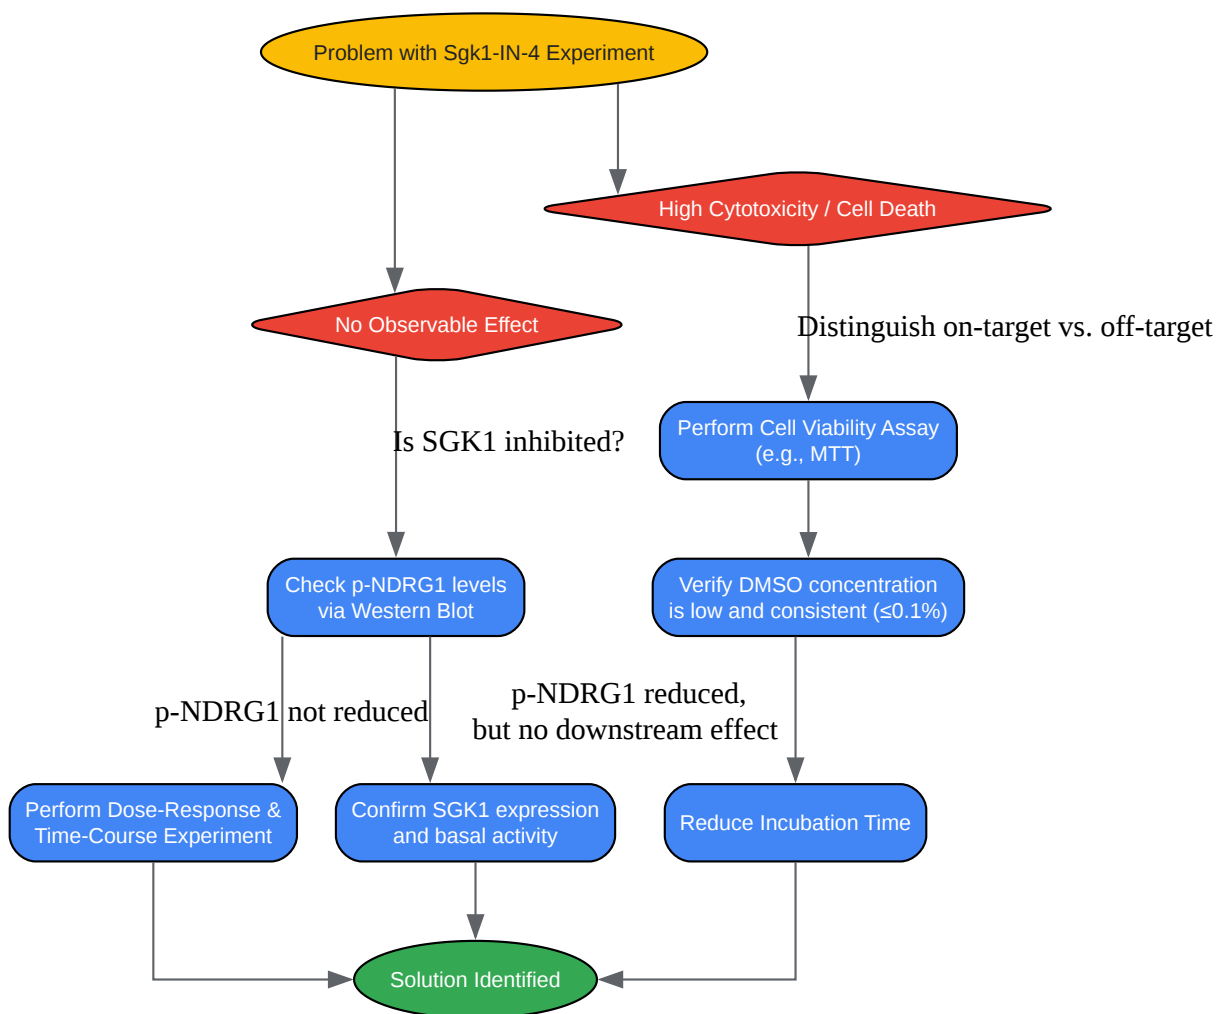 Problem with Sgk1-IN-4 Experiment
High Cytotoxicity / Cell Death
No Observable Effect
Distinguish on-target vs. off-target
Is SGK1 inhibited?
Perform Cell Viability Assay
(e.g., MTT)
Check p-NDRG1 levels
via Western Blot
Verify DMSO concentration
is low and consistent (≤0.1%)
p-NDRG1 not reduced
p-NDRG1 reduced,
but no downstream effect
Perform Dose-Response &
Time-Course Experiment
Confirm SGK1 expression
and basal activity
Reduce Incubation Time
Solution Identified